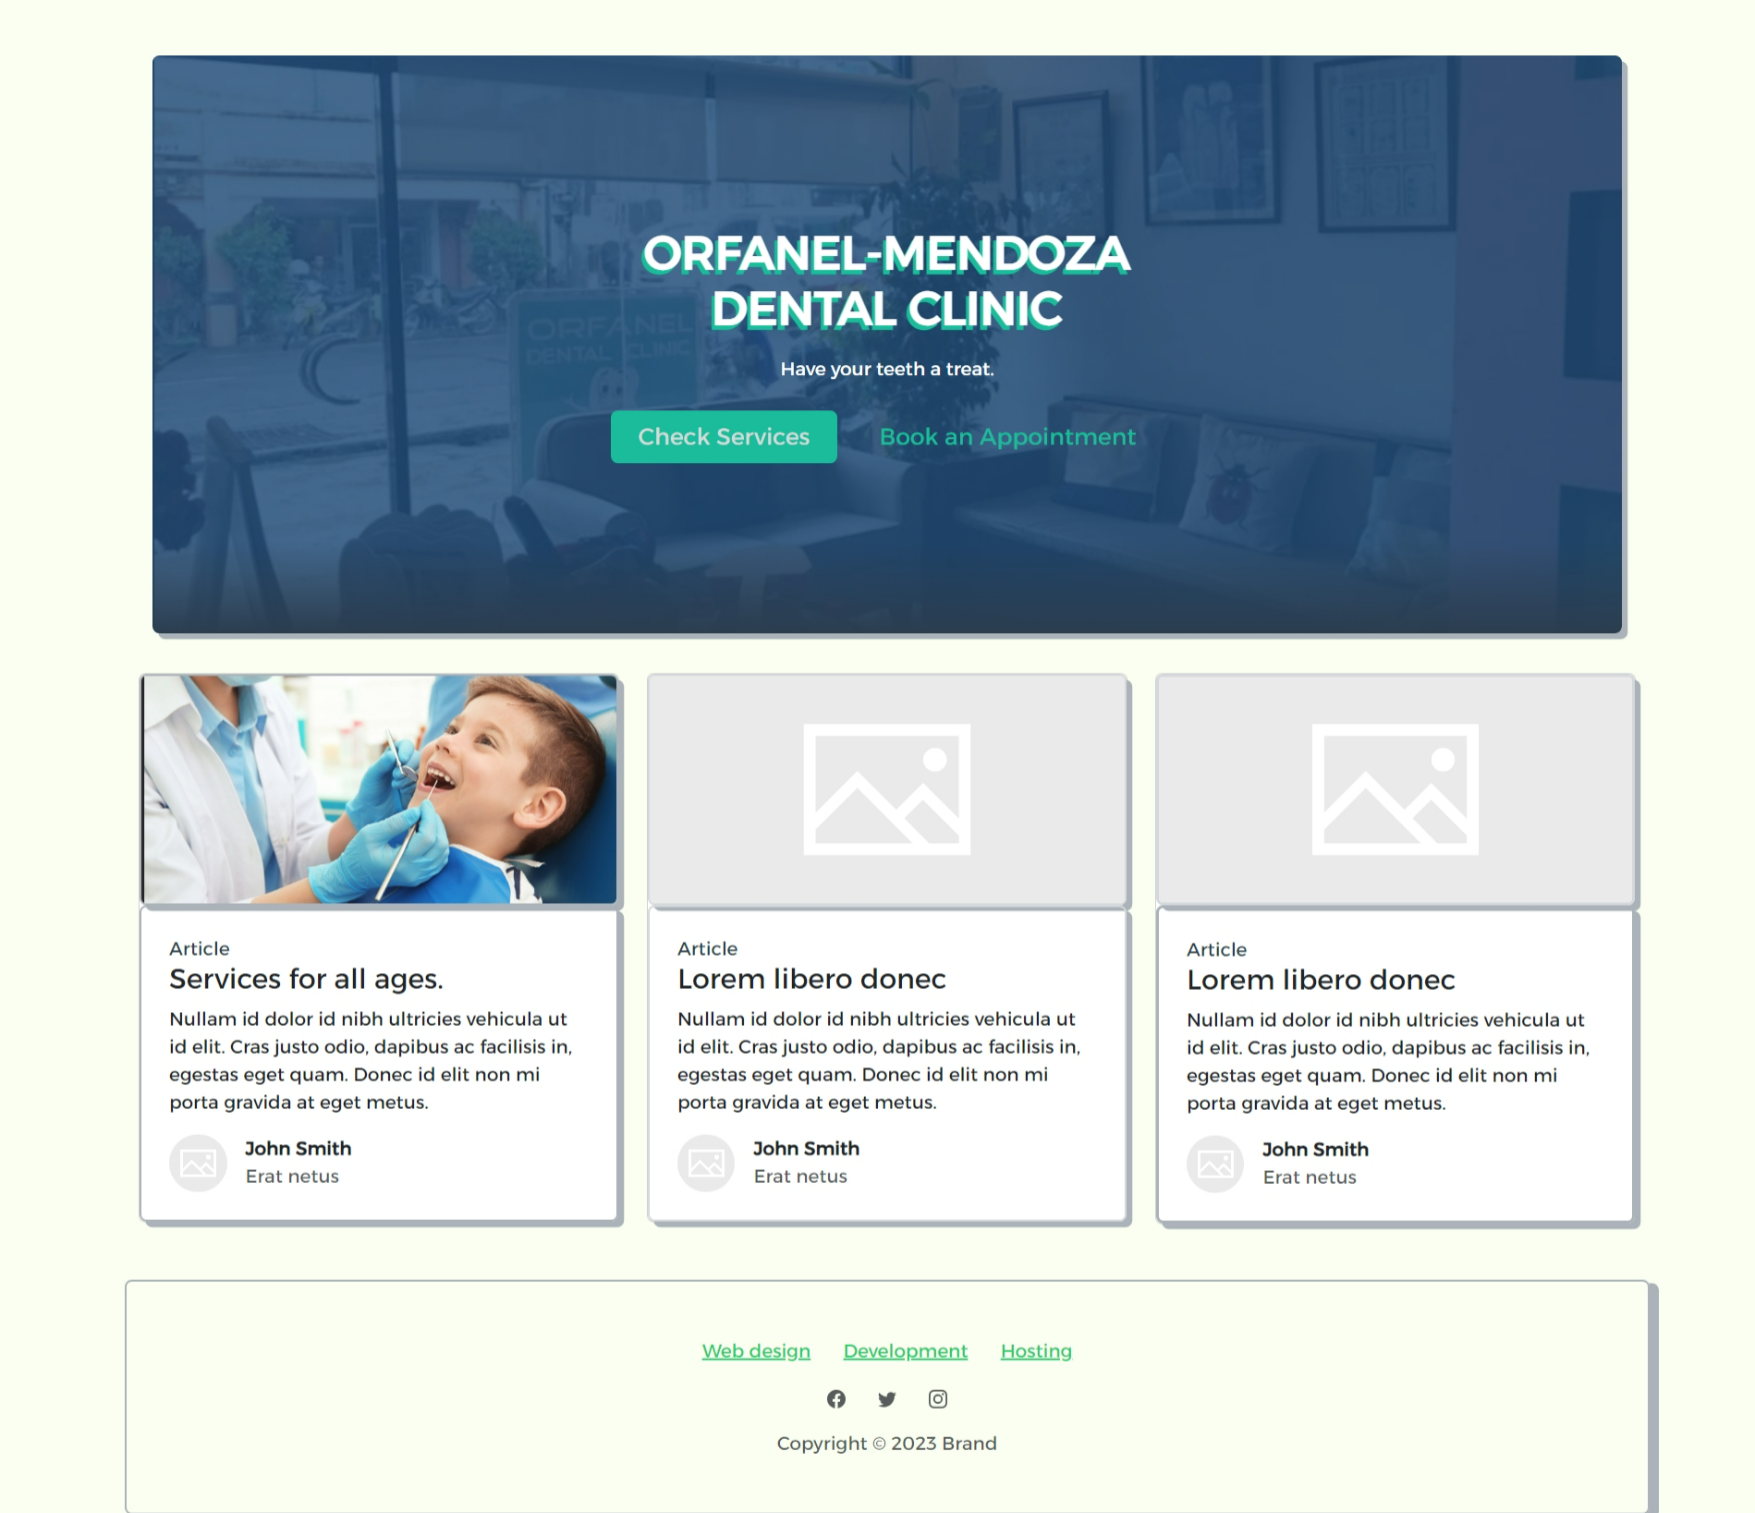 ORFANEL-MENDOZA
DENTAL CLINIC
ORFANEL
DENTAL CLINIC
Have your teeth a treat.
Check Services
Book an Appointment
Article
Services for all ages.
Nullam id dolor id nibh ultricies vehicula ut
id elit. Cras justo odio, dapibus ac facilisis in,
egestas eget quam. Donec id elit non mi
porta gravida at eget metus.
John Smith
Erat netus
Article
Lorem libero donec
Nullam id dolor id nibh ultricies vehicula ut
id elit. Cras justo odio, dapibus ac facilisis in,
egestas eget quam. Donec id elit non mi
porta gravida at eget metus.
John Smith
Erat netus
Article
Lorem libero donec
Nullam id dolor id nibh ultricies vehicula ut
id elit. Cras justo odio, dapibus ac facilisis in,
egestas eget quam. Donec id elit non mi
porta gravida at eget metus.
John Smith
Erat netus
Web design Development Hosting
Copyright © 2023 Brand